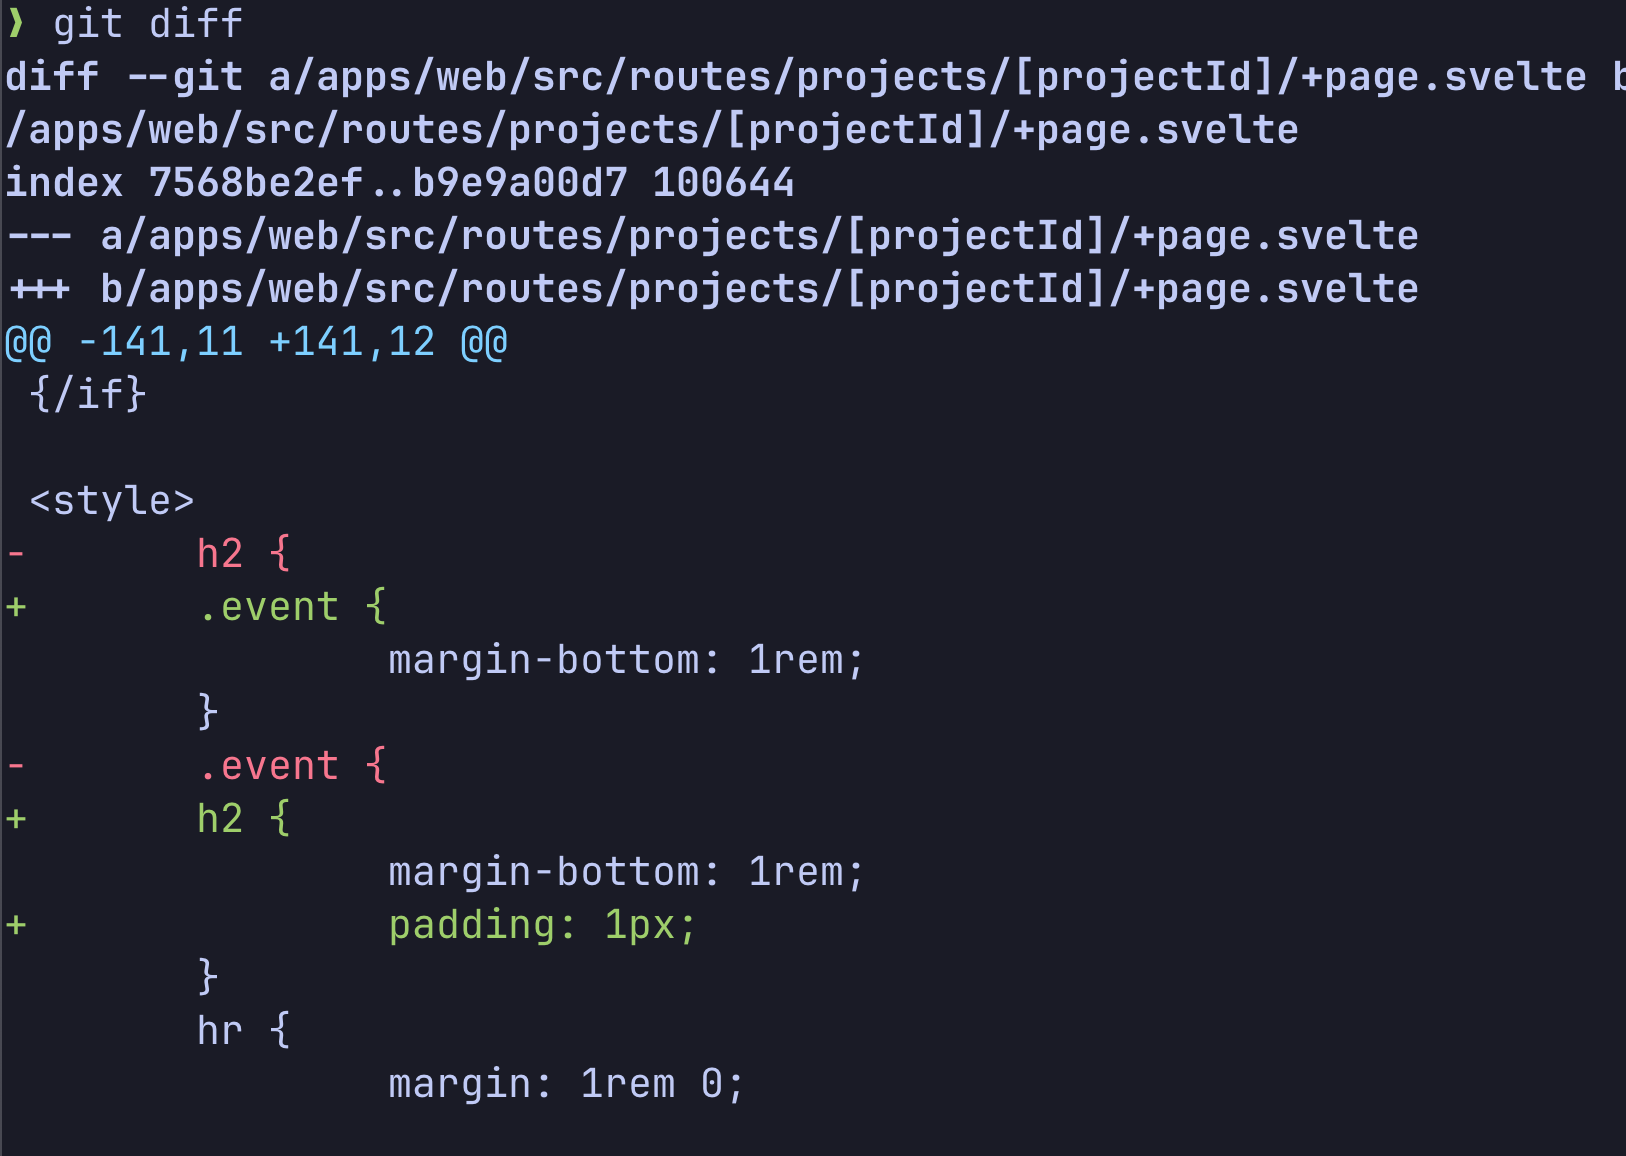 ❯ git diff
diff --git a/apps/web/src/routes/projects/[projectId]/+page.svelte b
/apps/web/src/routes/projects/[projectId]/+page.svelte
index 7568be2ef..b9e9a00d7 100644
--- a/apps/web/src/routes/projects/[projectId]/+page.svelte
+++ b/apps/web/src/routes/projects/[projectId]/+page.svelte
@@ -141,11 +141,12 @@
 {/if}

 <style>
-	h2 {
+	.event {
 		margin-bottom: 1rem;
 	}
-	.event {
+	h2 {
 		margin-bottom: 1rem;
+		padding: 1px;
 	}
 	hr {
 		margin: 1rem 0;